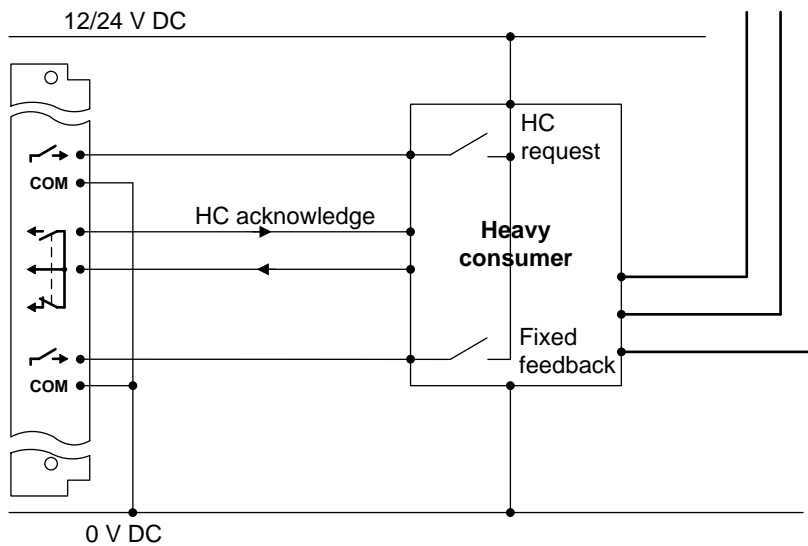 12/24 V DC
HC
request
COM
HC acknowledge
Heavy
consumer
Fixed
feedback
COM
0 V DC